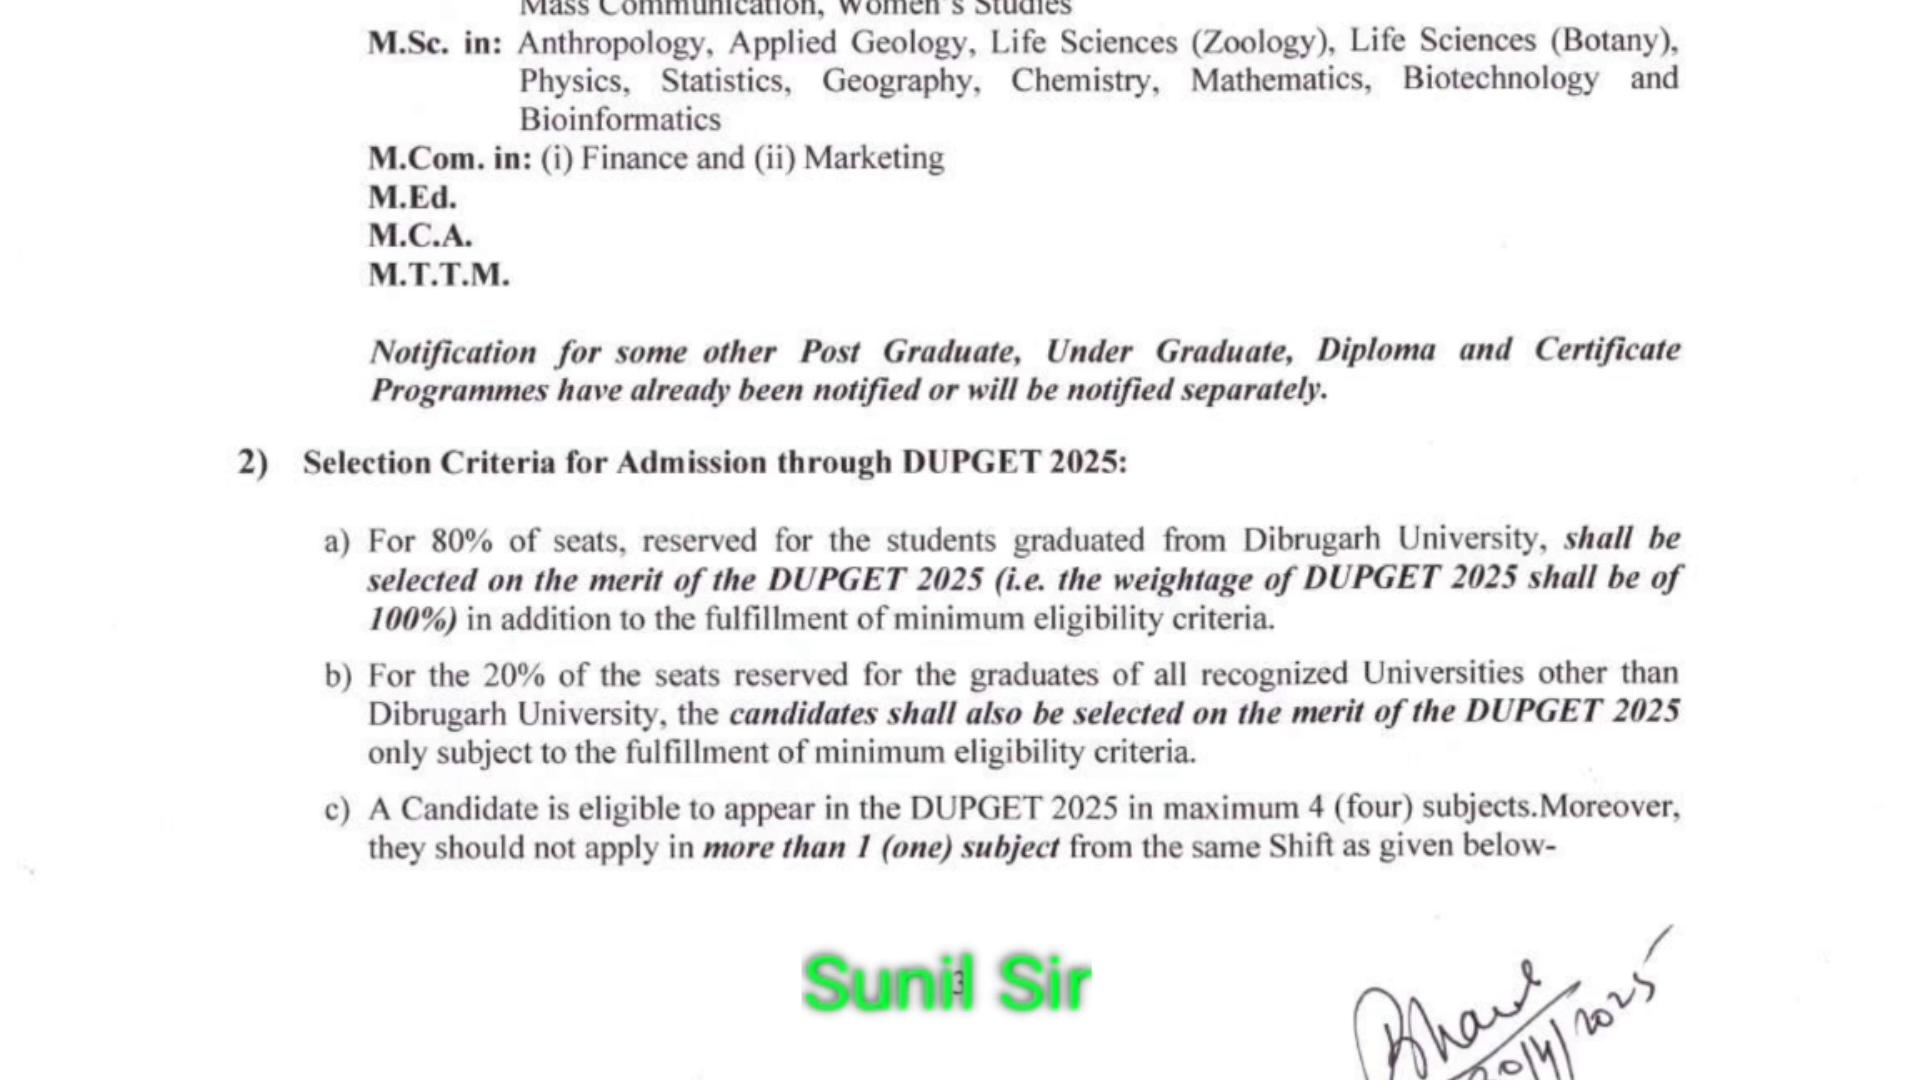 Mass Communication, Women's Studies
M.Sc. in: Anthropology, Applied Geology, Life Sciences (Zoology), Life Sciences (Botany),
Physics, Statistics, Geography, Chemistry, Mathematics, Biotechnology and
Bioinformatics
M.Com. in: (i) Finance and (ii) Marketing
M.Ed.
M.C.A.
M.T.T.M.
Notification for some other Post Graduate, Under Graduate, Diploma and Certificate
Programmes have already been notified or will be notified separately.
2) Selection Criteria for Admission through DUPGET 2025:
a) For 80% of seats, reserved for the students graduated from Dibrugarh University, shall be
selected on the merit of the DUPGET 2025 (i.e. the weightage of DUPGET 2025 shall be of
100%) in addition to the fulfillment of minimum eligibility criteria.
b) For the 20% of the seats reserved for the graduates of all recognized Universities other than
Dibrugarh University, the candidates shall also be selected on the merit of the DUPGET 2025
only subject to the fulfillment of minimum eligibility criteria.
c) A Candidate is eligible to appear in the DUPGET 2025 in maximum 4 (four) subjects.Moreover,
they should not apply in more than 1 (one) subject from the same Shift as given below-
3
Sunil Sir